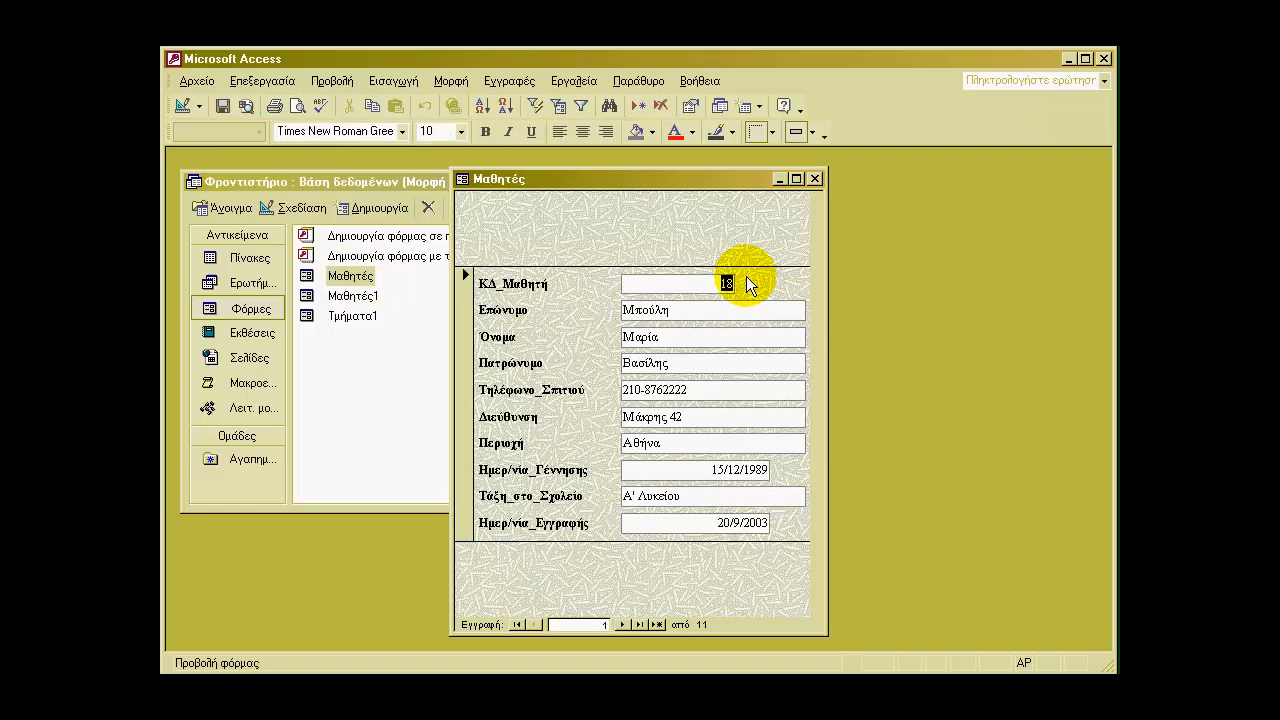 Microsoft Access
Αρχείο Επεξεργασία Προβολή Εισαγωγή Μορφή Εγγραφές Εργαλεία Παράθυρο Βοήθεια Πληκτρολογήστε ερώτηση
Times New Roman Gree 10 B I U
Φροντιστήριο : Βάση δεδομένων (Μορφή
Άνοιγμα Σχεδίαση Δημιουργία
Αντικείμενα
Πίνακες
Ερωτήμ...
Φόρμες
Εκθέσεις
Σελίδες
Μακροε...
Λειτ. μο...
Ομάδες
Αγαπημ...
Δημιουργία φόρμας σε π
Δημιουργία φόρμας με τ
Μαθητές
Μαθητές1
Τμήματα1
Μαθητές
ΚΔ_Μαθητή 18
Επώνυμο Μπούλη
Όνομα Μαρία
Πατρώνυμο Βασίλης
Τηλέφωνο_Σπιτιού 210-8762222
Διεύθυνση Μάκρης 42
Περιοχή Αθήνα
Ημερ/νία_Γέννησης 15/12/1989
Τάξη_στο_Σχολείο Α' Λυκείου
Ημερ/νία_Εγγραφής 20/9/2003
Εγγραφή: 1 από 11
Προβολή φόρμας AP